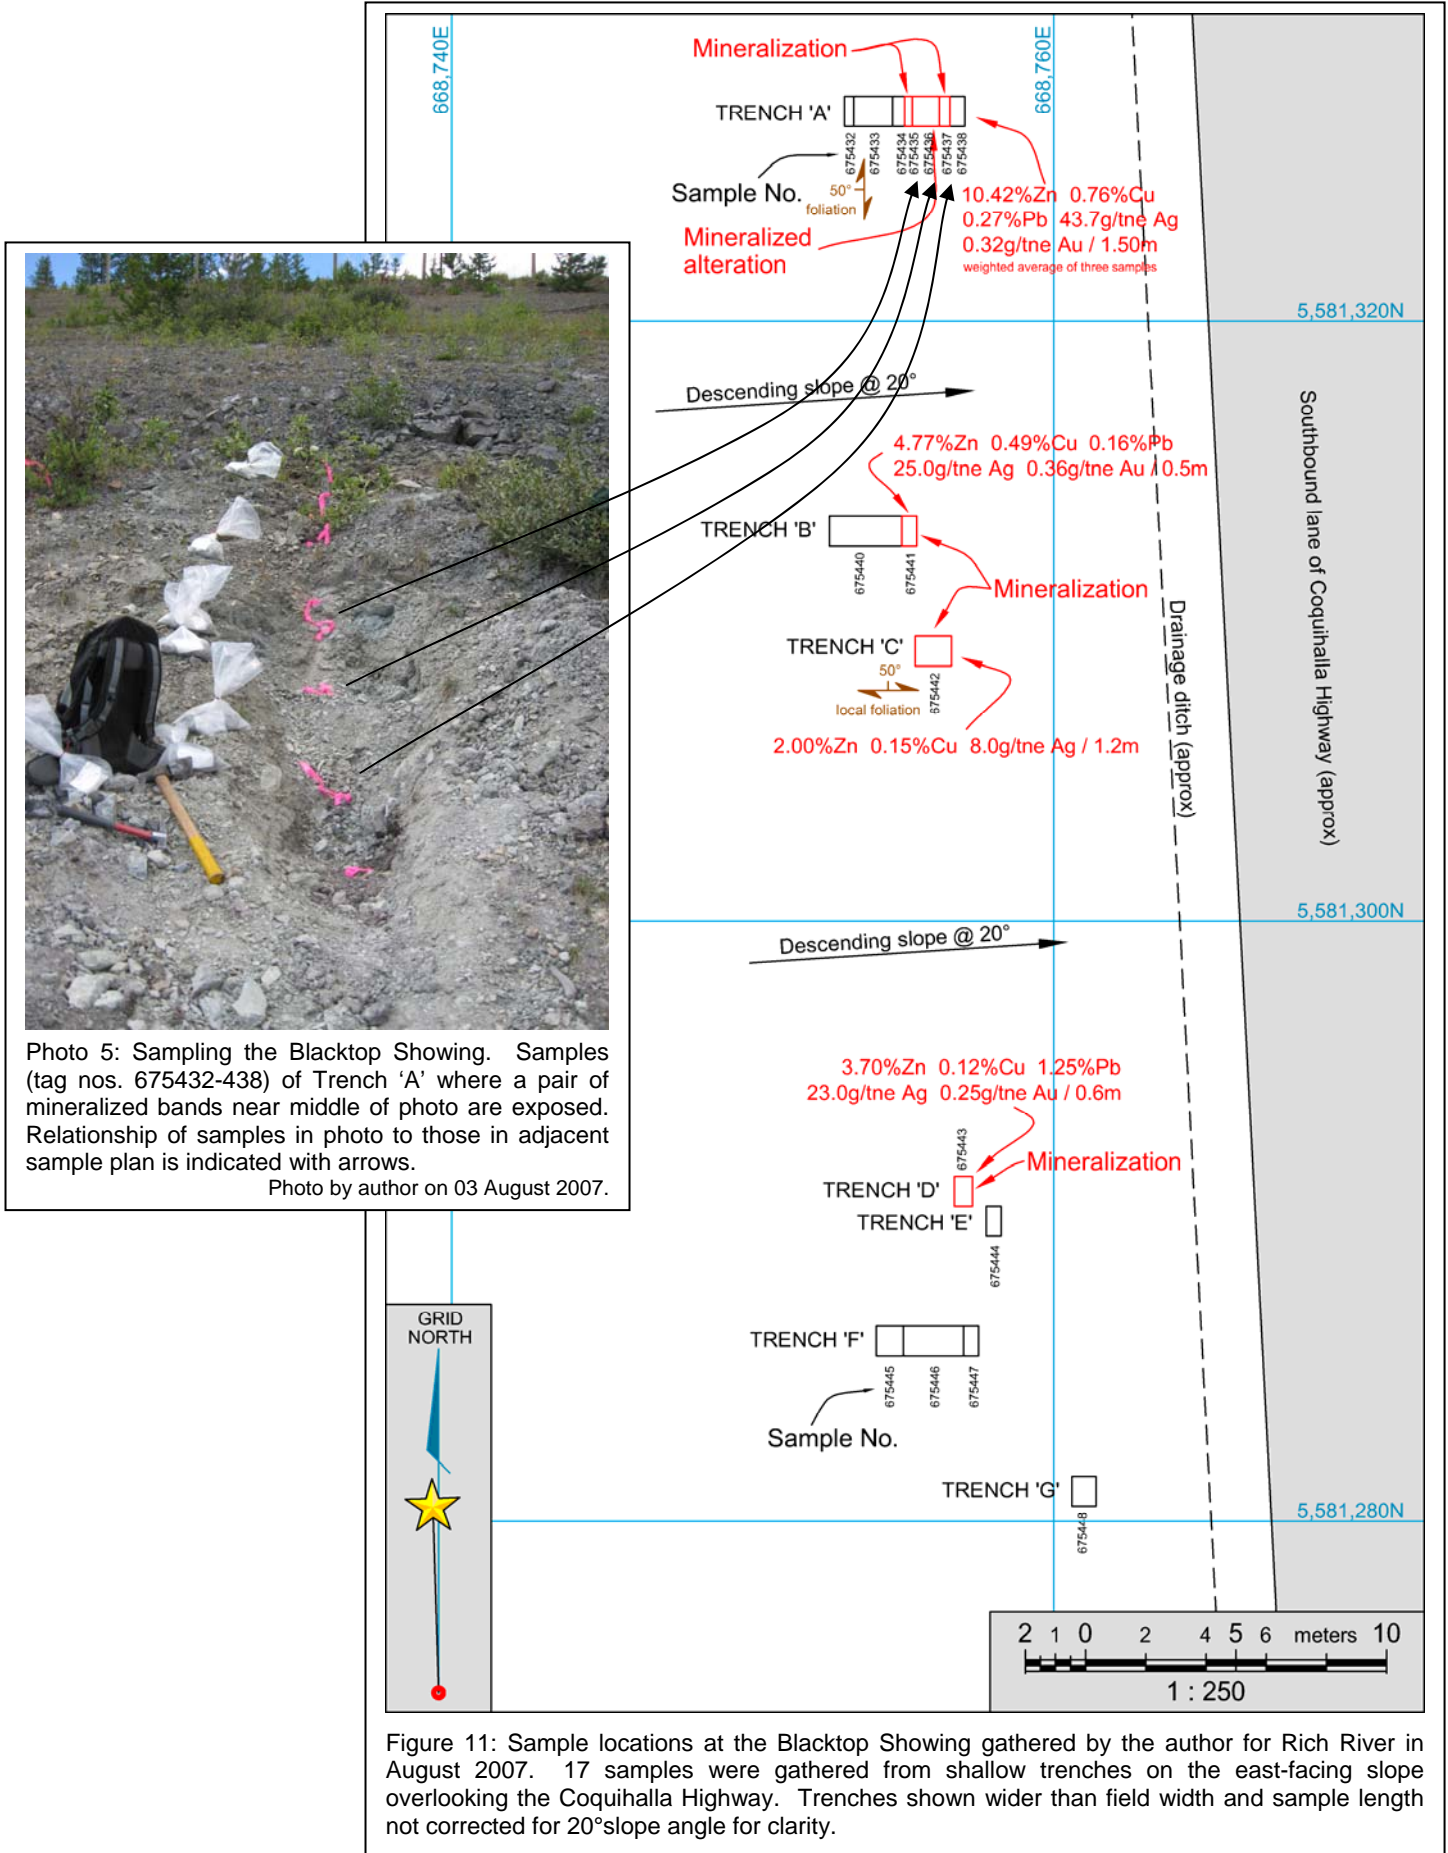 668,740E
668,760E
Mineralization
TRENCH 'A'
675432
675433
675434
675435
675436
675437
675438
Sample No.
50°
foliation
Mineralized
alteration
10.42%Zn 0.76%Cu
0.27%Pb 43.7g/tne Ag
0.32g/tne Au / 1.50m
weighted average of three samples
5,581,320N
Descending slope @ 20°
4.77%Zn 0.49%Cu 0.16%Pb
25.0g/tne Ag 0.36g/tne Au / 0.5m
TRENCH 'B'
675440
675441
Mineralization
TRENCH 'C'
50°
local foliation
675442
2.00%Zn 0.15%Cu 8.0g/tne Ag / 1.2m
Drainage ditch (approx)
Southbound lane of Coquihalla Highway (approx)
5,581,300N
Descending slope @ 20°
Photo 5: Sampling the Blacktop Showing. Samples
(tag nos. 675432-438) of Trench ‘A’ where a pair of
mineralized bands near middle of photo are exposed.
Relationship of samples in photo to those in adjacent
sample plan is indicated with arrows.
Photo by author on 03 August 2007.
3.70%Zn 0.12%Cu 1.25%Pb
23.0g/tne Ag 0.25g/tne Au / 0.6m
675443
Mineralization
TRENCH 'D'
TRENCH 'E'
675444
TRENCH 'F'
675445
675446
675447
Sample No.
TRENCH 'G'
675448
5,581,280N
GRID
NORTH
2 1 0 2 4 5 6 meters 10
1 : 250
Figure 11: Sample locations at the Blacktop Showing gathered by the author for Rich River in
August 2007. 17 samples were gathered from shallow trenches on the east-facing slope
overlooking the Coquihalla Highway. Trenches shown wider than field width and sample length
not corrected for 20°slope angle for clarity.